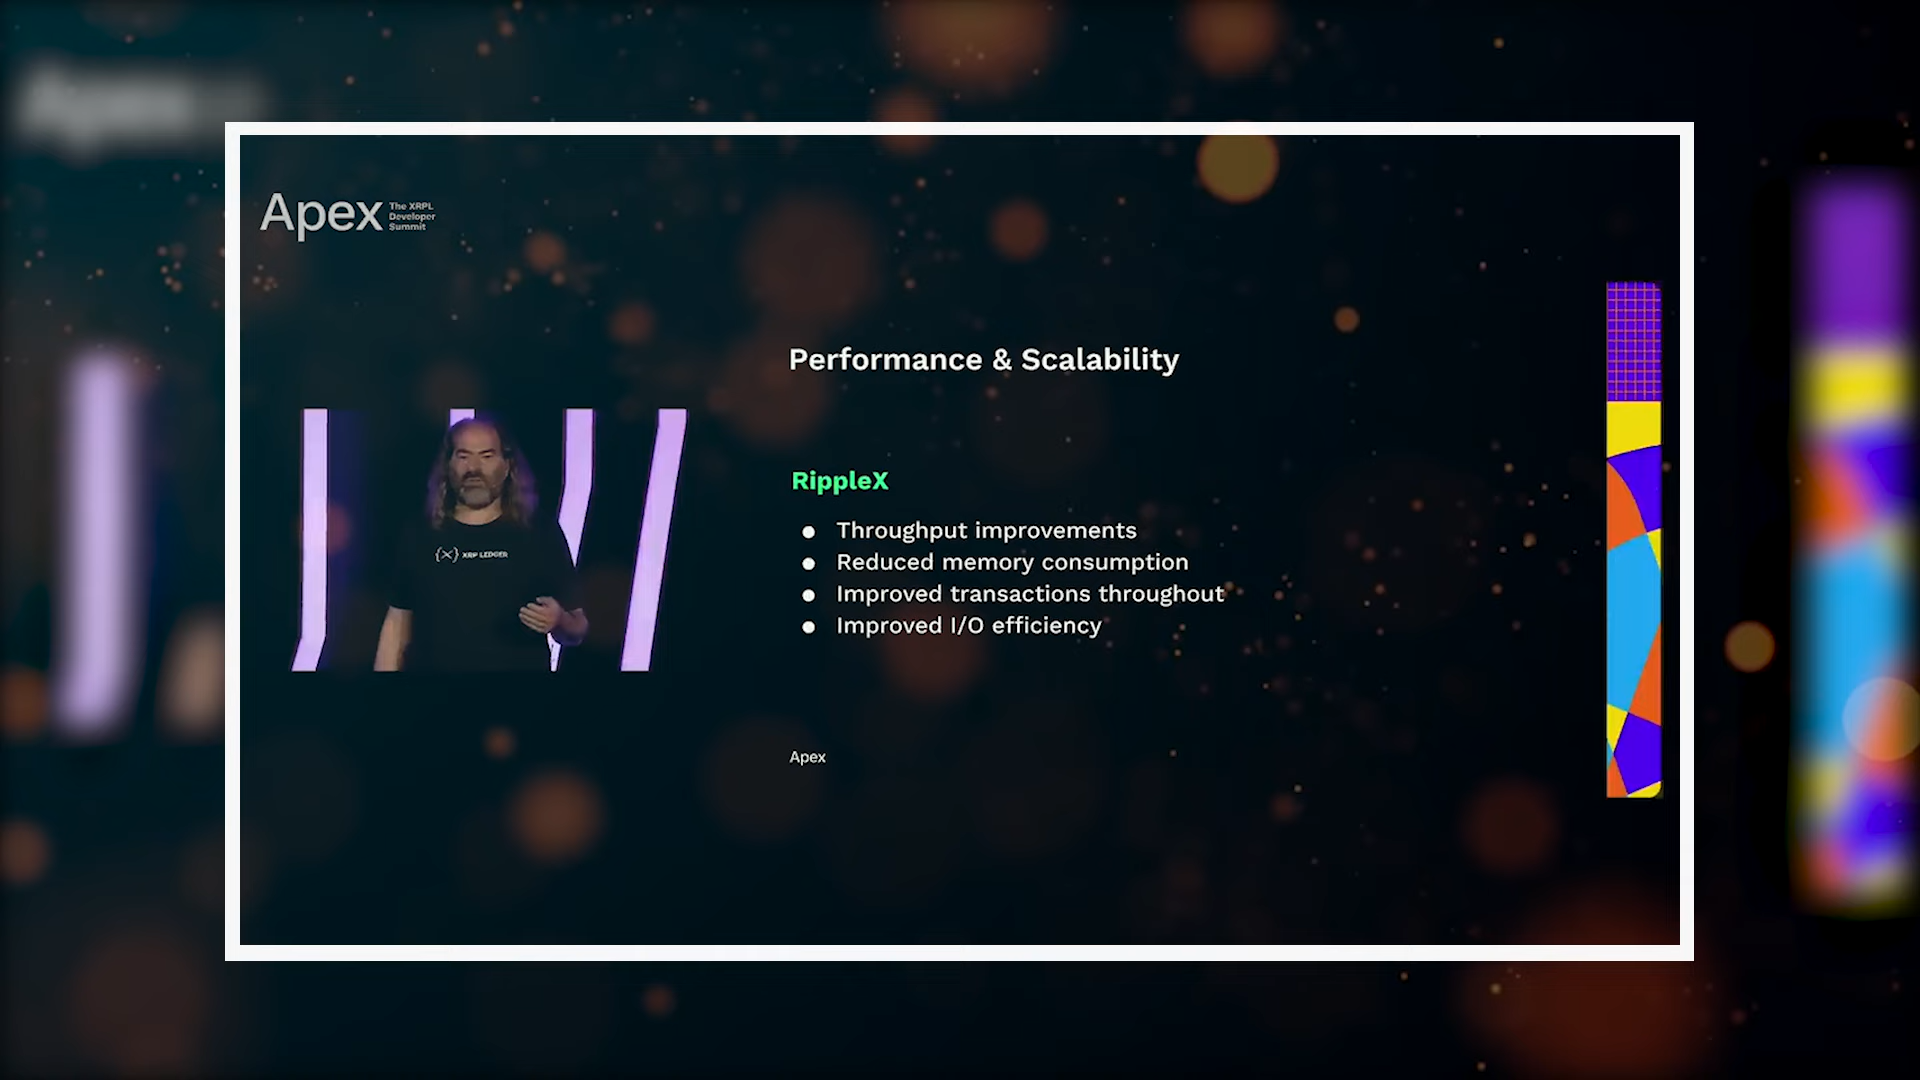 Apex
Apex
The XRPL
Developer
Summit
Performance & Scalability
RippleX
Throughput improvements
Reduced memory consumption
Improved transactions throughout
Improved I/O efficiency
{X} XRP LEDGER
Apex